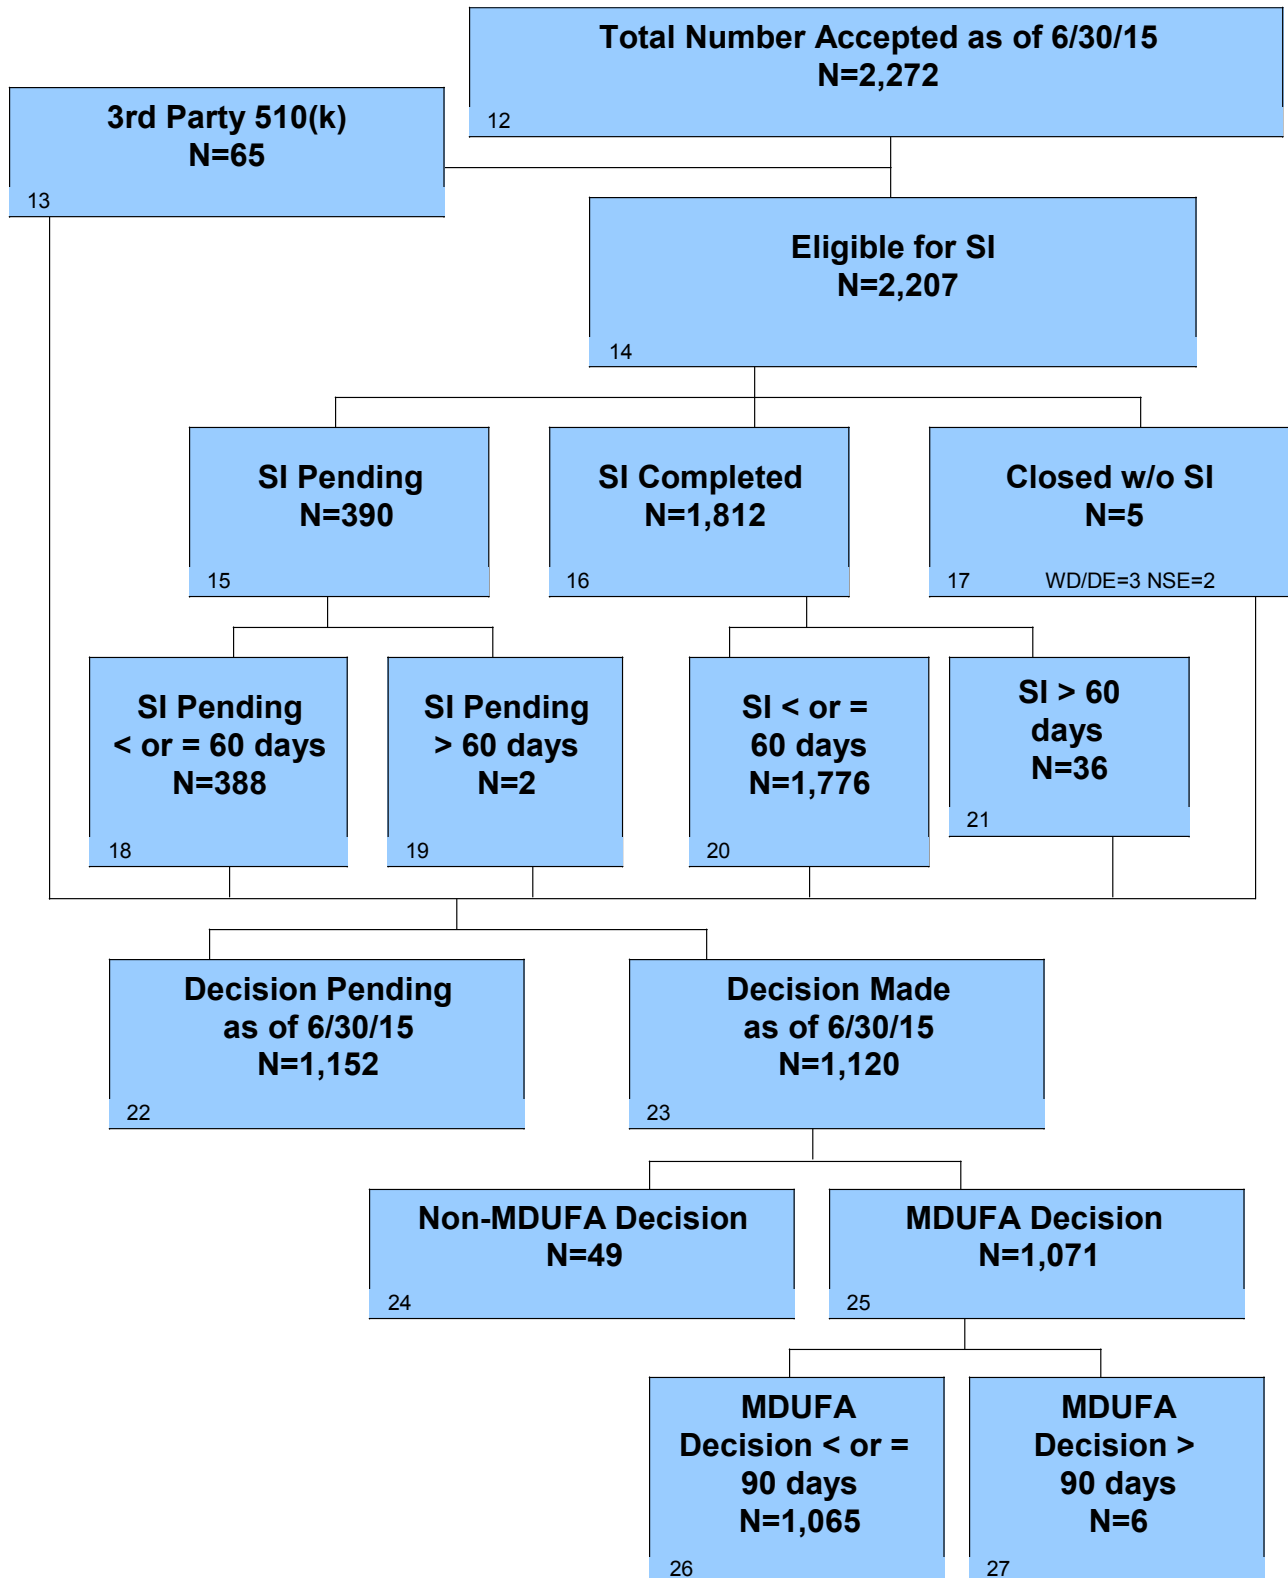 Total Number Accepted as of 6/30/15
N=2,272
12
3rd Party 510(k)
N=65
13
Eligible for SI
N=2,207
14
SI Pending
N=390
15
SI Completed
N=1,812
16
Closed w/o SI
N=5
17 WD/DE=3 NSE=2
SI Pending
< or = 60 days
N=388
18
SI Pending
> 60 days
N=2
19
SI < or =
60 days
N=1,776
20
SI > 60
days
N=36
21
Decision Pending
as of 6/30/15
N=1,152
22
Decision Made
as of 6/30/15
N=1,120
23
Non-MDUFA Decision
N=49
24
MDUFA Decision
N=1,071
25
MDUFA
Decision < or =
90 days
N=1,065
26
MDUFA
Decision >
90 days
N=6
27